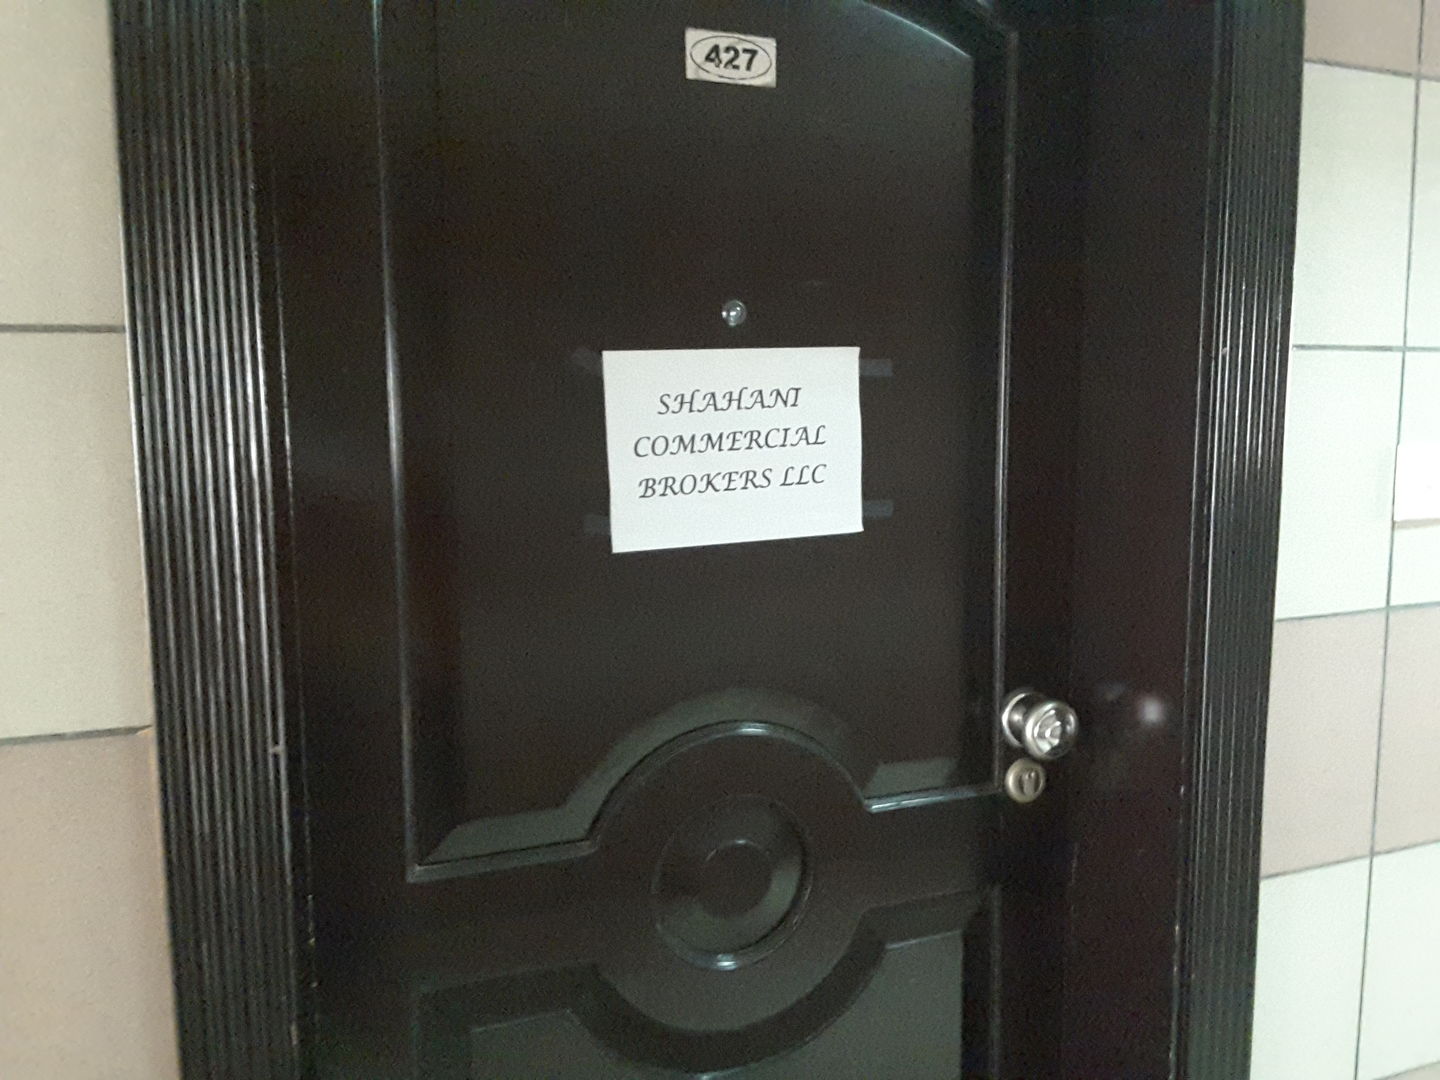 427
SHAHANI
COMMERCIAL
BROKERS LLC